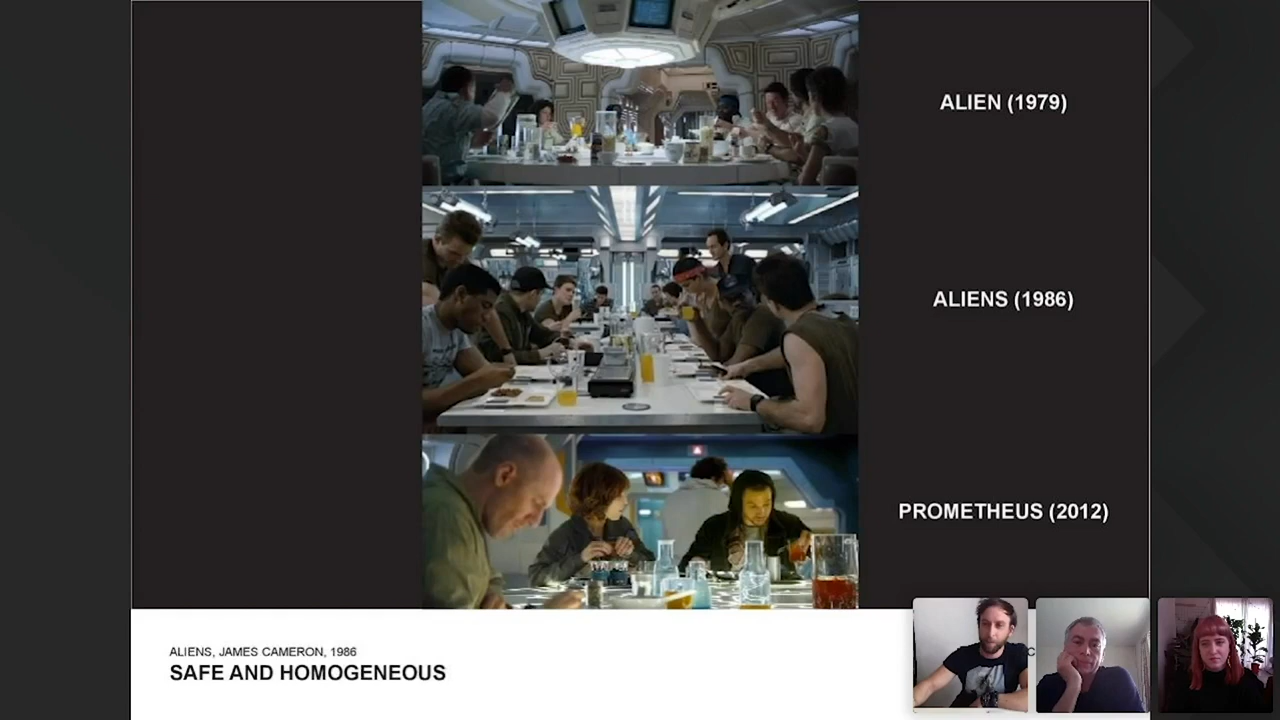 ALIEN (1979)
ALIENS (1986)
PROMETHEUS (2012)
ALIENS, JAMES CAMERON, 1986
SAFE AND HOMOGENEOUS